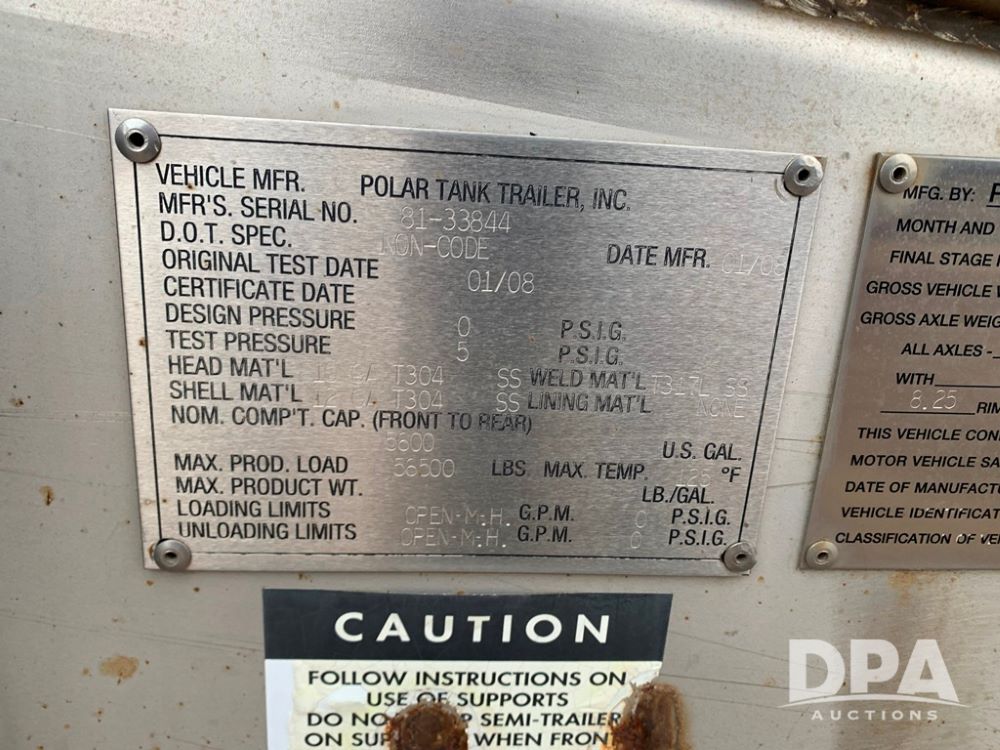 VEHICLE MFR. POLAR TANK TRAILER, INC.
MFR'S. SERIAL NO. 81-33844
D.O.T. SPEC. NON-CODE DATE MFR. 01/08
ORIGINAL TEST DATE 01/08
CERTIFICATE DATE
DESIGN PRESSURE 0 P.S.I.G.
TEST PRESSURE 5 P.S.I.G.
HEAD MAT'L T304 SS WELD MAT'L T317L SS
SHELL MAT'L T304 SS LINING MAT'L NONE
NOM. COMP'T. CAP. (FRONT TO REAR)
5600 U.S. GAL.
MAX. PROD. LOAD 56500 LBS MAX. TEMP. °F
MAX. PRODUCT WT. LB./GAL.
LOADING LIMITS OPEN-M.H. G.P.M. 0 P.S.I.G.
UNLOADING LIMITS OPEN-M.H. G.P.M. 0 P.S.I.G.
MFG. BY:
MONTH AND
FINAL STAGE
GROSS VEHICLE
GROSS AXLE WEIG
ALL AXLES -
WITH
8.25 RIM
THIS VEHICLE CON
MOTOR VEHICLE SA
DATE OF MANUFACTU
VEHICLE IDENTIFICAT
CLASSIFICATION OF VE
CAUTION
FOLLOW INSTRUCTIONS ON
USE OF SUPPORTS
DO NO P SEMI-TRAILER
ON SUP WHEN FRONT
DPA
AUCTIONS